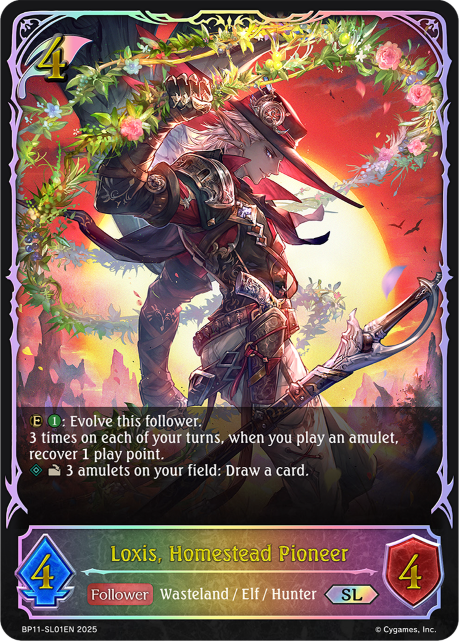 4
E 1: Evolve this follower.
3 times on each of your turns, when you play an amulet,
recover 1 play point.
3 amulets on your field: Draw a card.
Loxis, Homestead Pioneer
4
Follower Wasteland / Elf / Hunter SL
4
BP11-SL01EN 2025
© Cygames, Inc.